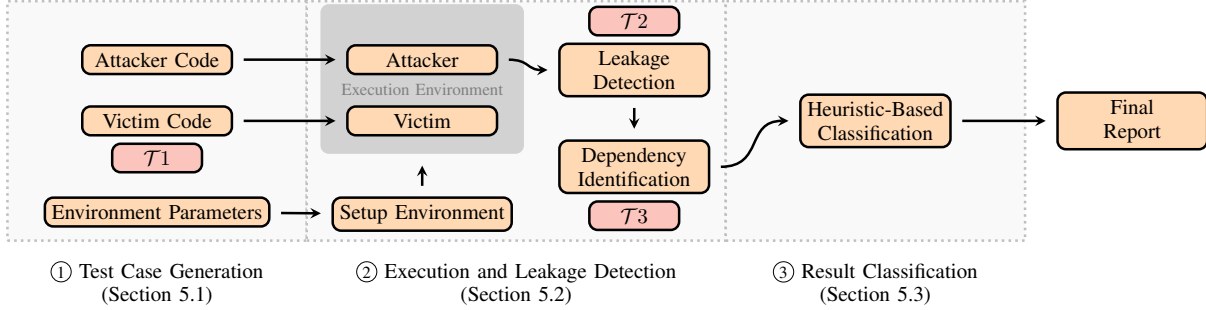 Attacker Code
Victim Code
𝒯1
Environment Parameters
Attacker
Execution Environment
Victim
Setup Environment
𝒯2
Leakage
Detection
Dependency
Identification
𝒯3
Heuristic-Based
Classification
Final
Report
① Test Case Generation
(Section 5.1)
② Execution and Leakage Detection
(Section 5.2)
③ Result Classification
(Section 5.3)